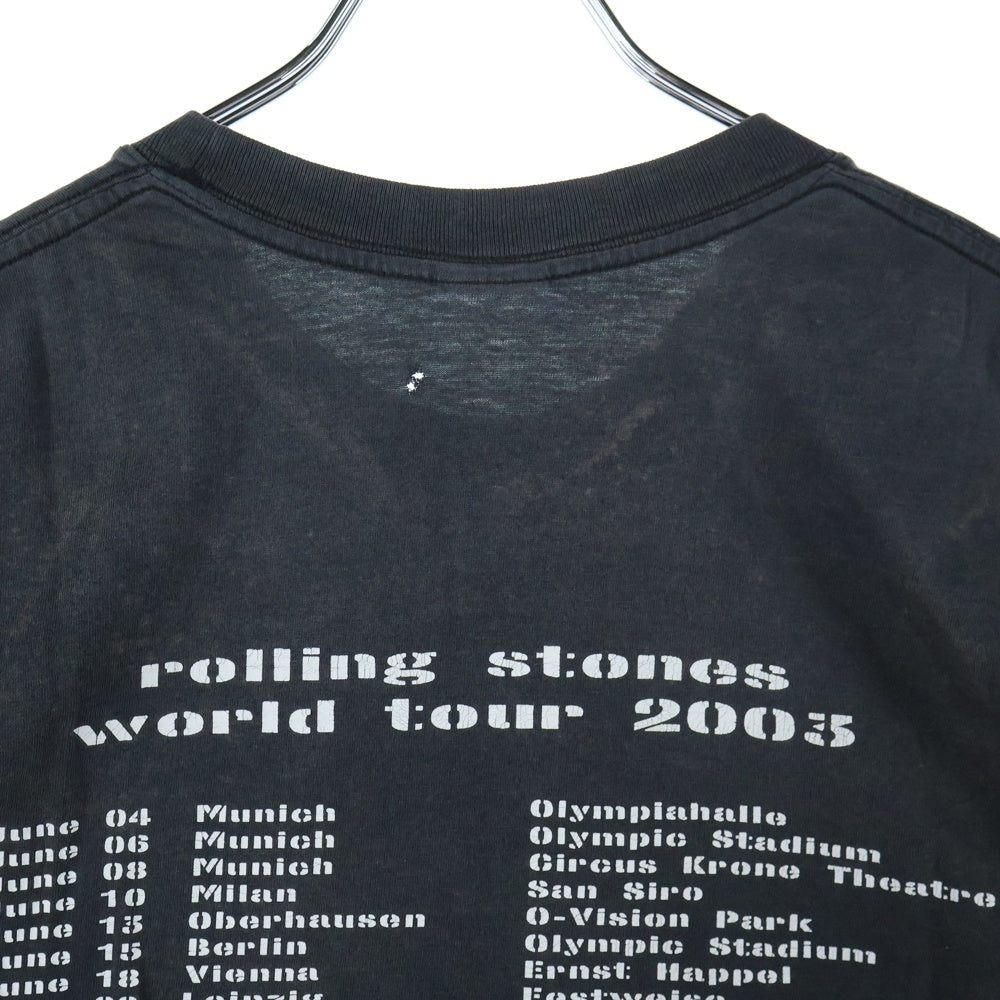 rolling stones
world tour 2003
June 04 Munich Olympiahalle
June 06 Munich Olympic Stadium
June 08 Munich Circus Krone Theatre
June 10 Milan San Siro
June 13 Oberhausen O-Vision Park
June 15 Berlin Olympic Stadium
June 18 Vienna Ernst Happel
Leipzig Festweise